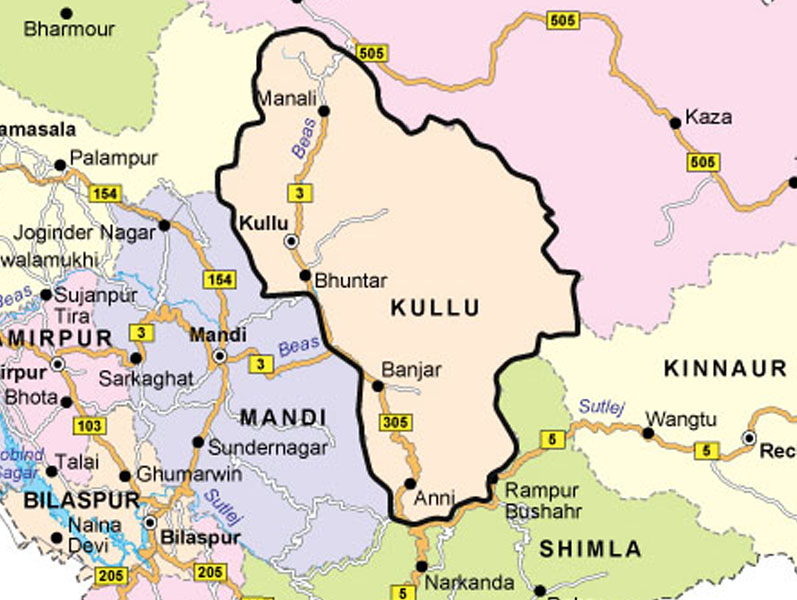 505
Bharmour
505
Manali
Kaza
amasala
Beas
Palampur
505
154
3
Kullu
Joginder Nagar
walamukhi
Bhuntar
154
Beas
Sujanpur
Tira
KULLU
AMIRPUR
3
Mandi
Beas
3
KINNAUR
irpur
Sarkaghat
Banjar
Bhota
MANDI
Sutlej
Wangtu
103
305
5
5
Rec
Sundernagar
obind
Sagar
Talai
Ghumarwin
Anni
Rampur
Bushahr
BILASPUR
Sutlej
Naina
Devi
Bilaspur
SHIMLA
205
205
Narkanda
5